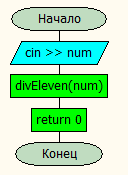 Начало
cin >> num
divEleven(num)
return 0
Конец